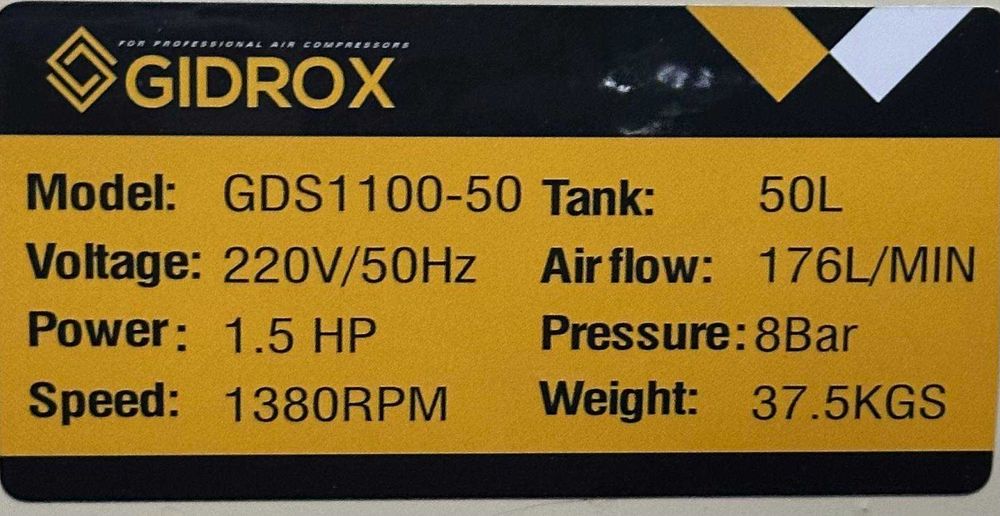 FOR PROFESSIONAL AIR COMPRESSORS
GIDROX
Model: GDS1100-50 Tank: 50L
Voltage: 220V/50Hz Air flow: 176L/MIN
Power: 1.5 HP Pressure: 8Bar
Speed: 1380RPM Weight: 37.5KGS